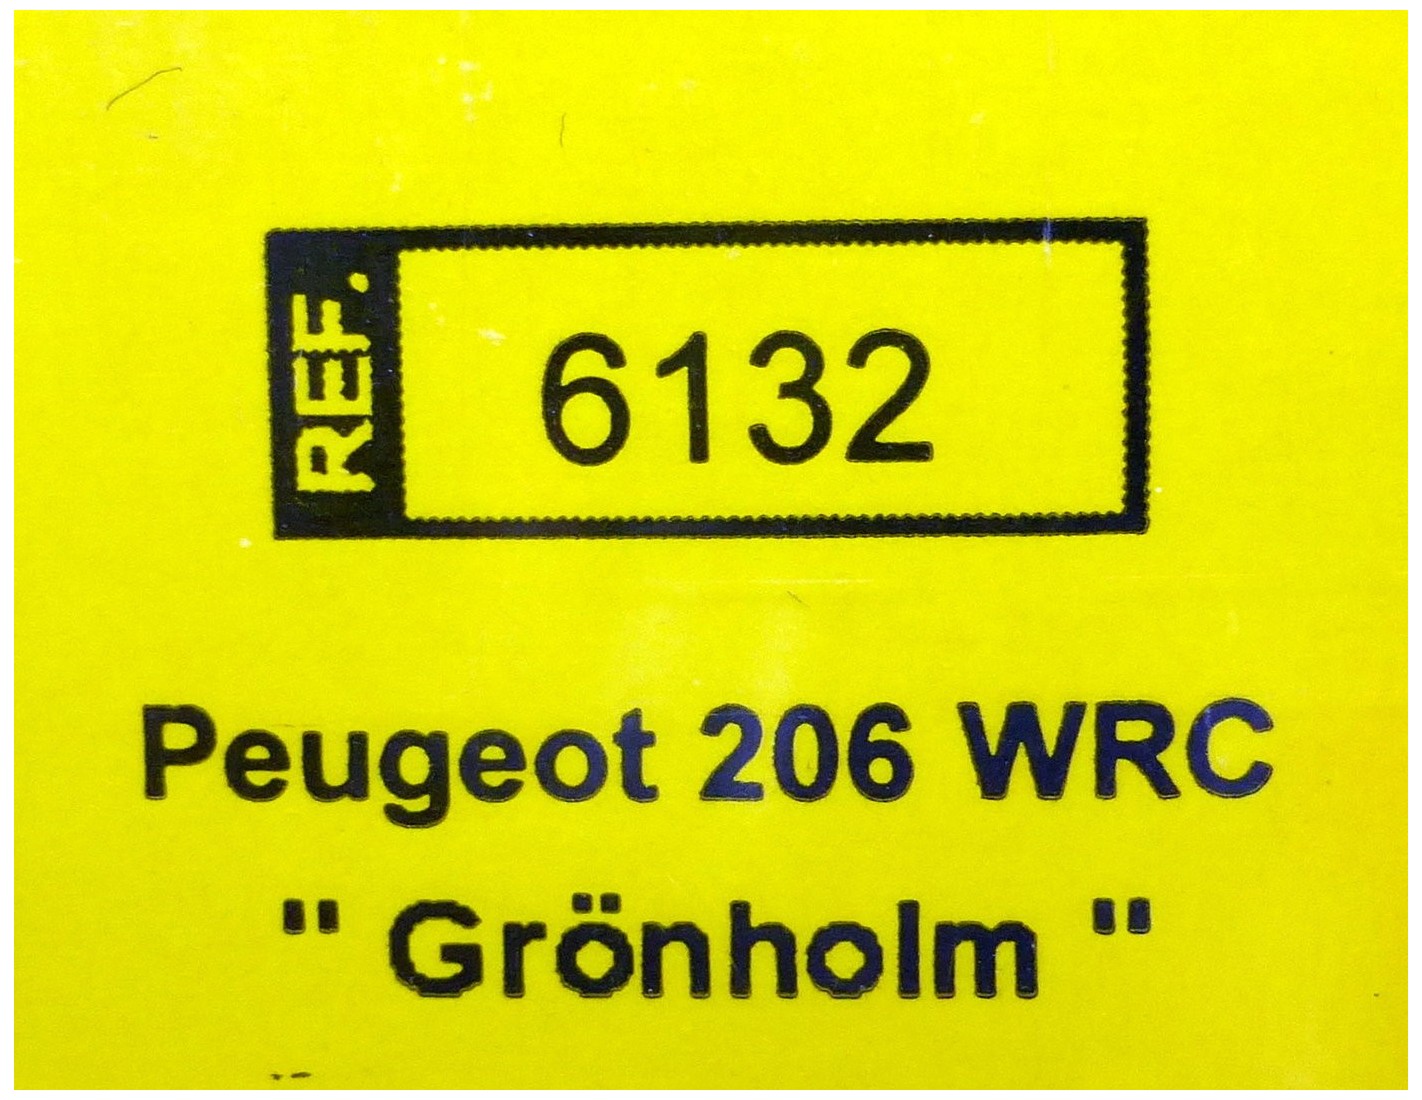 REF. 6132
Peugeot 206 WRC
" Grönholm "